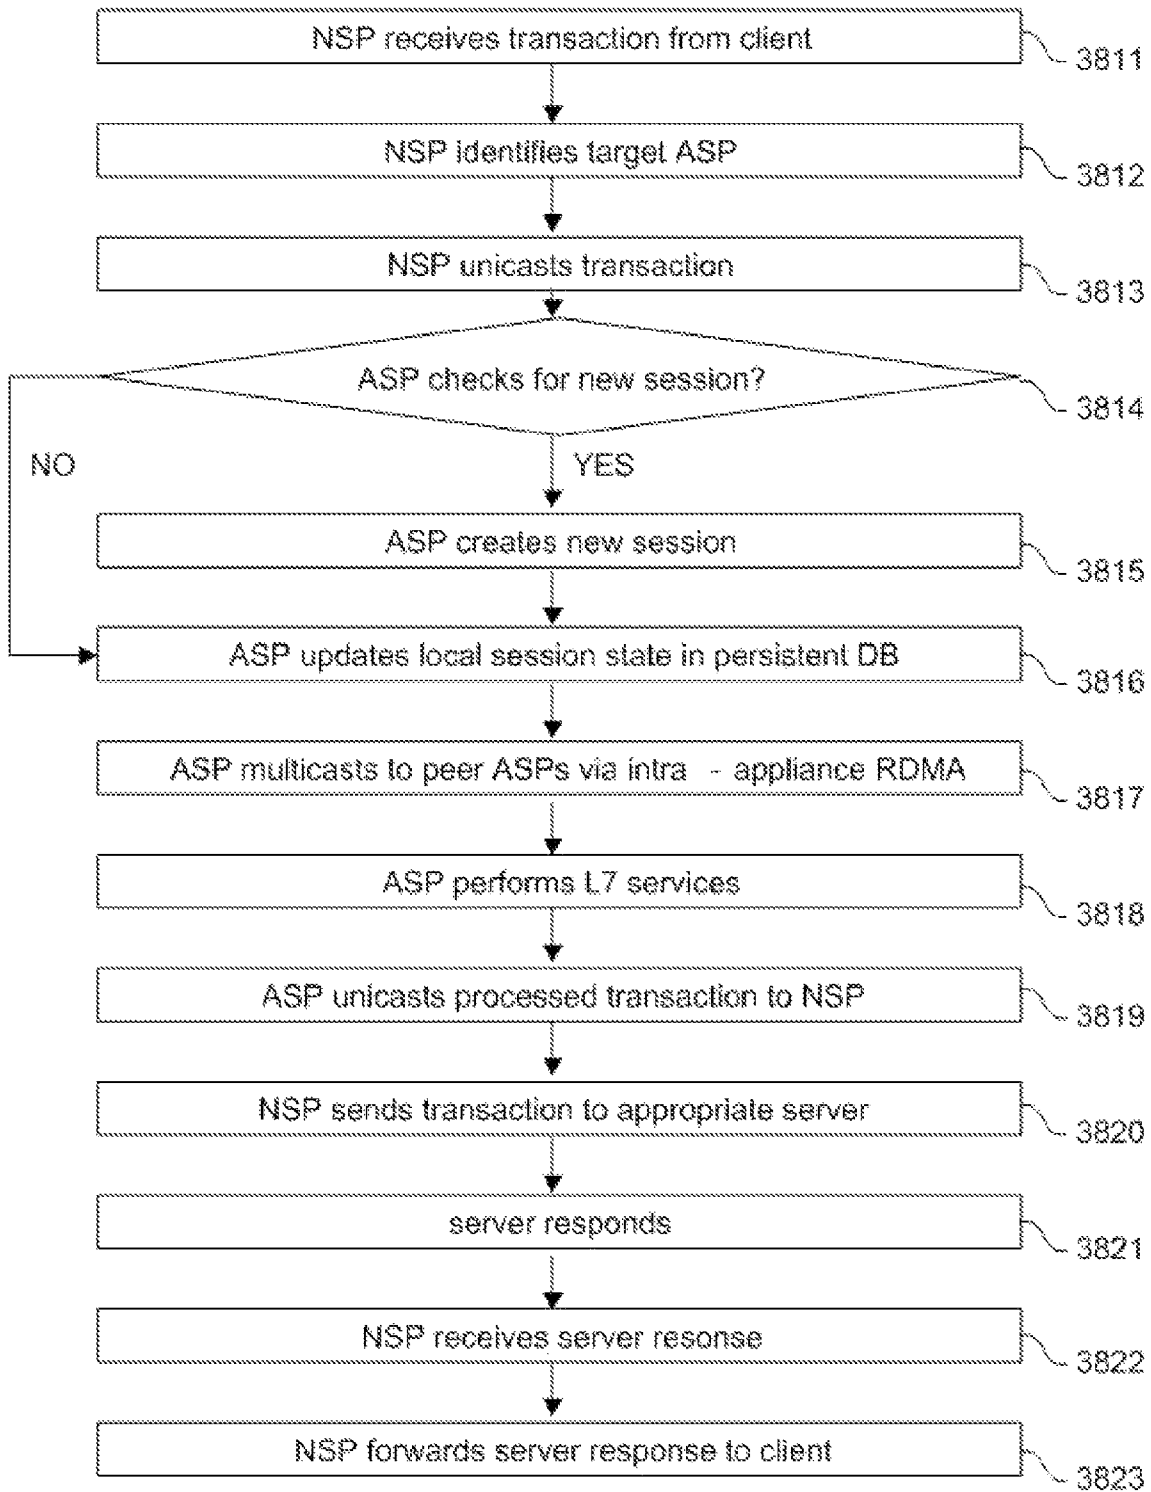 NSP receives transaction from client
3811
NSP identifies target ASP
3812
NSP unicasts transaction
3813
ASP checks for new session?
3814
NO
YES
ASP creates new session
3815
ASP updates local session state in persistent DB
3816
ASP multicasts to peer ASPs via intra - appliance RDMA
3817
ASP performs L7 services
3818
ASP unicasts processed transaction to NSP
3819
NSP sends transaction to appropriate server
3820
server responds
3821
NSP receives server resonse
3822
NSP forwards server response to client
3823